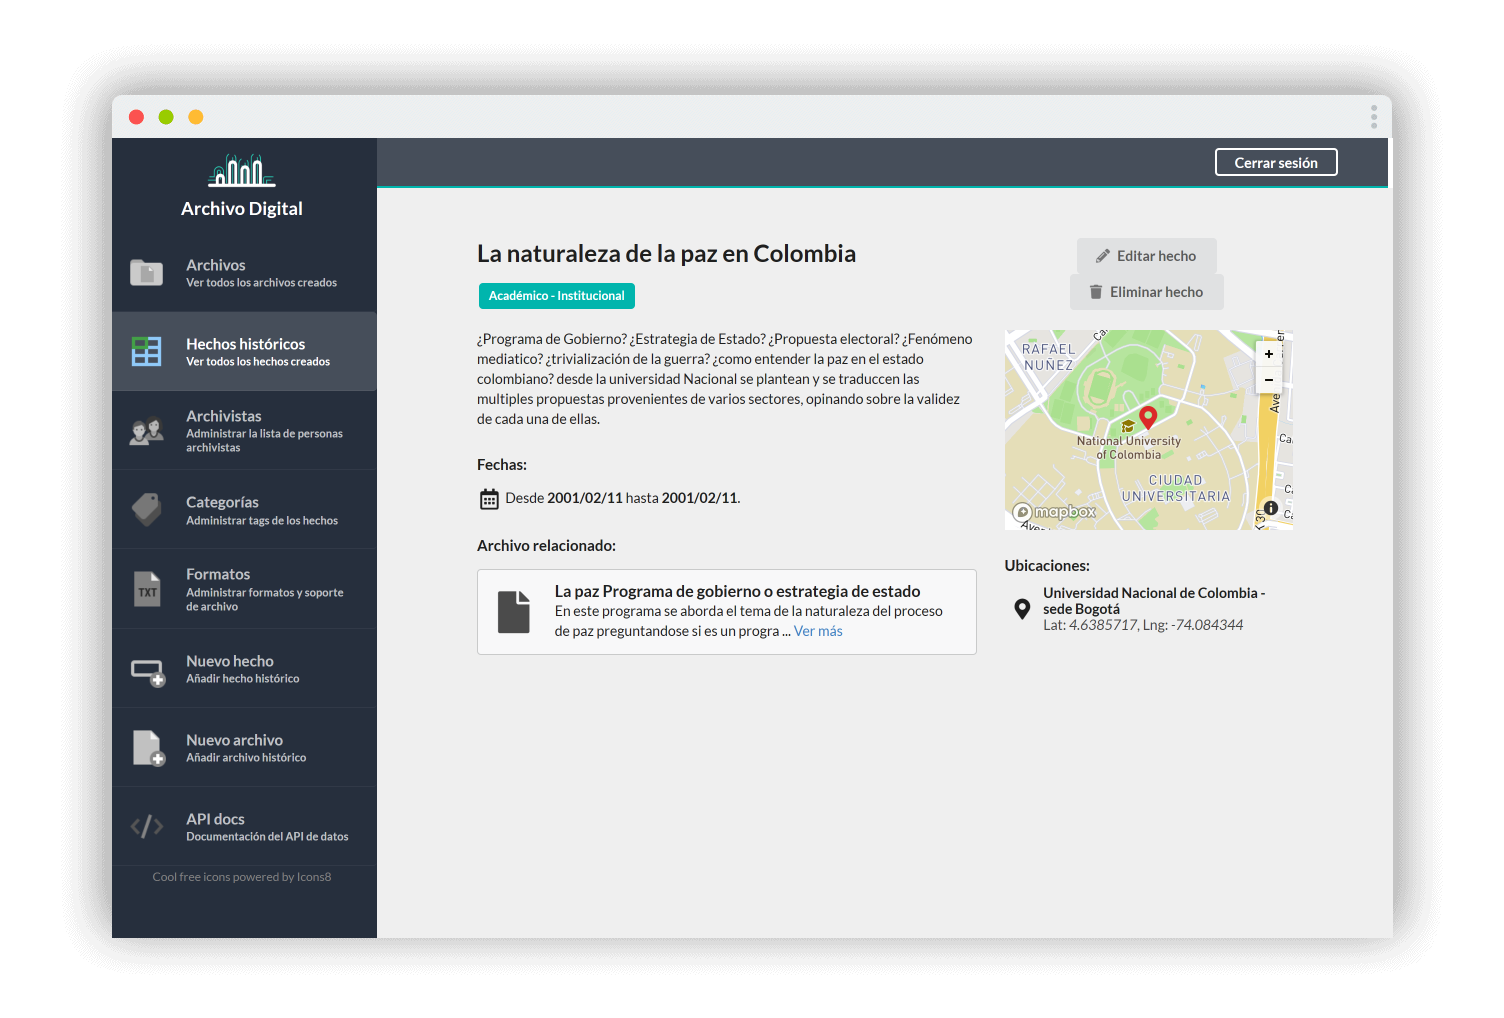 Archivo Digital
Archivos
Ver todos los archivos creados
Hechos históricos
Ver todos los hechos creados
Archivistas
Administrar la lista de personas
archivistas
Categorías
Administrar tags de los hechos
Formatos
TXT
Administrar formatos y soporte
de archivo
Nuevo hecho
Añadir hecho histórico
Nuevo archivo
Añadir archivo histórico
API docs
Documentación del API de datos
Cool free icons powered by Icons8
Cerrar sesión
La naturaleza de la paz en Colombia
Académico - Institucional
¿Programa de Gobierno? ¿Estrategia de Estado? ¿Propuesta electoral? ¿Fenómeno
mediatico? ¿trivialización de la guerra? ¿como entender la paz en el estado
colombiano? desde la universidad Nacional se plantean y se traduccen las
multiples propuestas provenientes de varios sectores, opinando sobre la validez
de cada una de ellas.
Fechas:
Desde 2001/02/11 hasta 2001/02/11.
Archivo relacionado:
La paz Programa de gobierno o estrategia de estado
En este programa se aborda el tema de la naturaleza del proceso
de paz preguntandose si es un progra ... Ver más
Editar hecho
Eliminar hecho
RAFAEL
NUÑEZ
Ca
+
−
Ave
Ca
National University
of Colombia
CIUDAD
UNIVERSITARIA
mapbox
Ave
K 30
Ubicaciones:
Universidad Nacional de Colombia -
sede Bogotá
Lat: 4.6385717, Lng: -74.084344